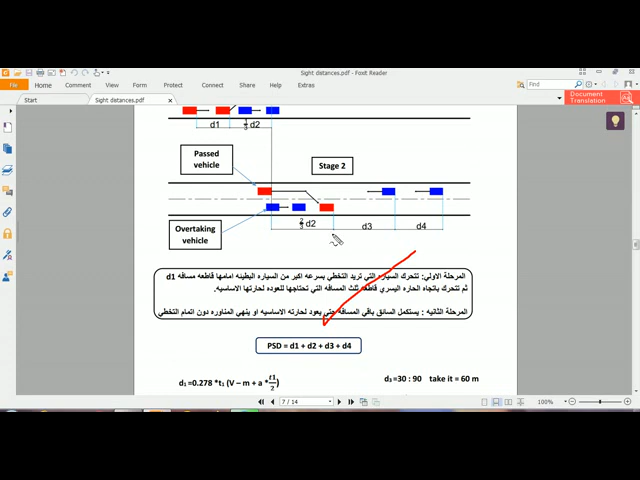 Sight distances.pdf - Foxit Reader
File Home Comment View Form Protect Connect Share Help Extras
Find
Start Sight distances.pdf
Document Translation
d1 1/3 d2
Passed vehicle
Stage 2
Overtaking vehicle
2/3 d2 d3 d4
المرحلة الاولي: تتحرك السياره التي تريد التخطي بسرعه اكبر من السياره البطيئه امامها قاطعه مسافه d1
ثم تتحرك باتجاه الحاره اليسري قاطعه ثلث المسافه التي تحتاجها للعوده لحارتها الاساسيه.
المرحلة الثانيه : يستكمل السائق باقي المسافه حتي يعود لحارته الاساسيه او ينهي المناوره دون اتمام التخطي
PSD = d1 + d2 + d3 + d4
d₁ =0.278 *t₁ (V – m + a *t1/2)
d₃ =30 : 90 take it = 60 m
7 / 14
100%